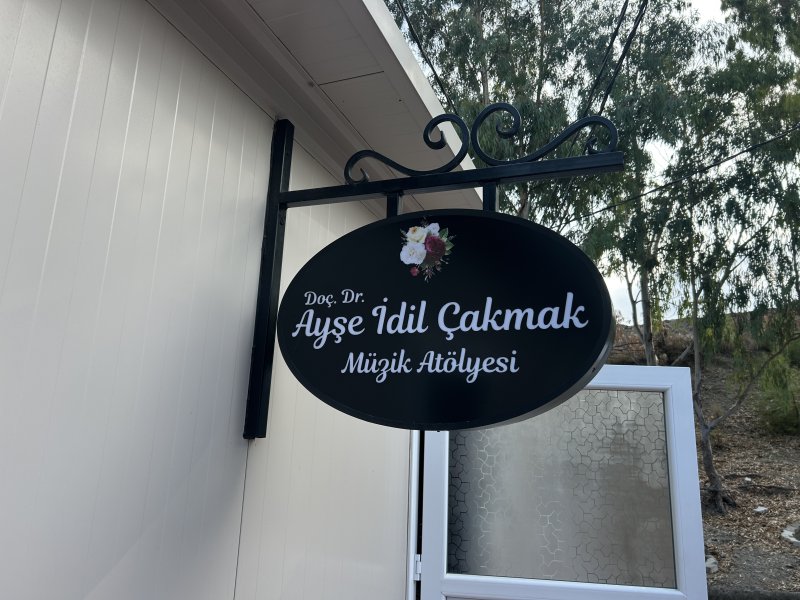 Doç. Dr.
Ayşe İdil Çakmak
Müzik Atölyesi